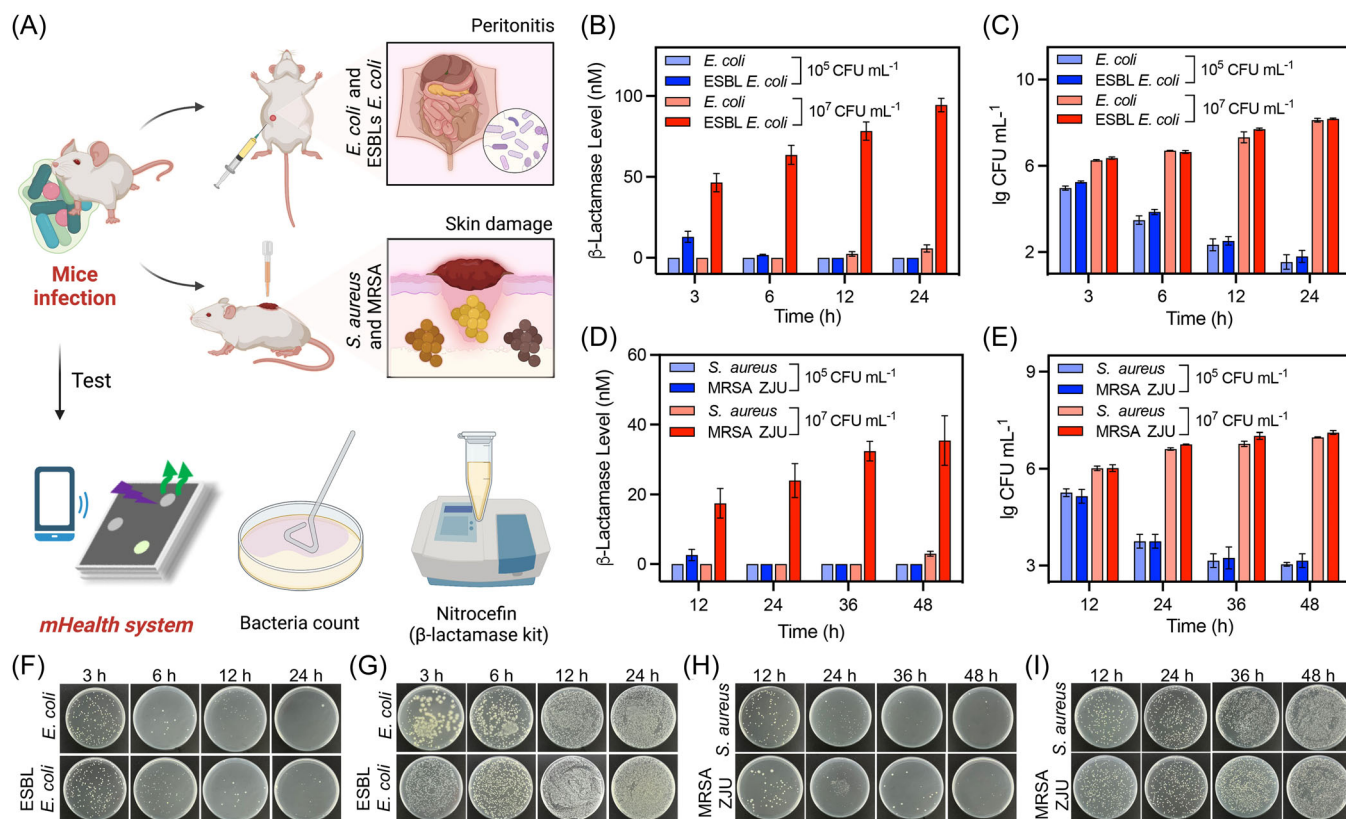 (A)
Peritonitis
E. coli and
ESBLs E. coli
Mice
infection
Skin damage
S. aureus
and MRSA
Test
mHealth system
Bacteria count
Nitrocefin
(β-lactamase kit)
(B)
β-Lactamase Level (nM)
100
50
0
E. coli
ESBL E. coli
10⁵ CFU mL⁻¹
E. coli
ESBL E. coli
10⁷ CFU mL⁻¹
3 6 12 24
Time (h)
(C)
lg CFU mL⁻¹
10
6
2
E. coli
ESBL E. coli
10⁵ CFU mL⁻¹
E. coli
ESBL E. coli
10⁷ CFU mL⁻¹
3 6 12 24
Time (h)
(D)
β-Lactamase Level (nM)
60
40
20
0
S. aureus
MRSA ZJU
10⁵ CFU mL⁻¹
S. aureus
MRSA ZJU
10⁷ CFU mL⁻¹
12 24 36 48
Time (h)
(E)
lg CFU mL⁻¹
9
6
3
S. aureus
MRSA ZJU
10⁵ CFU mL⁻¹
S. aureus
MRSA ZJU
10⁷ CFU mL⁻¹
12 24 36 48
Time (h)
(F)
3 h 6 h 12 h 24 h
E. coli
ESBL
E. coli
(G)
3 h 6 h 12 h 24 h
E. coli
ESBL
E. coli
(H)
12 h 24 h 36 h 48 h
S. aureus
MRSA
ZJU
(I)
12 h 24 h 36 h 48 h
S. aureus
MRSA
ZJU